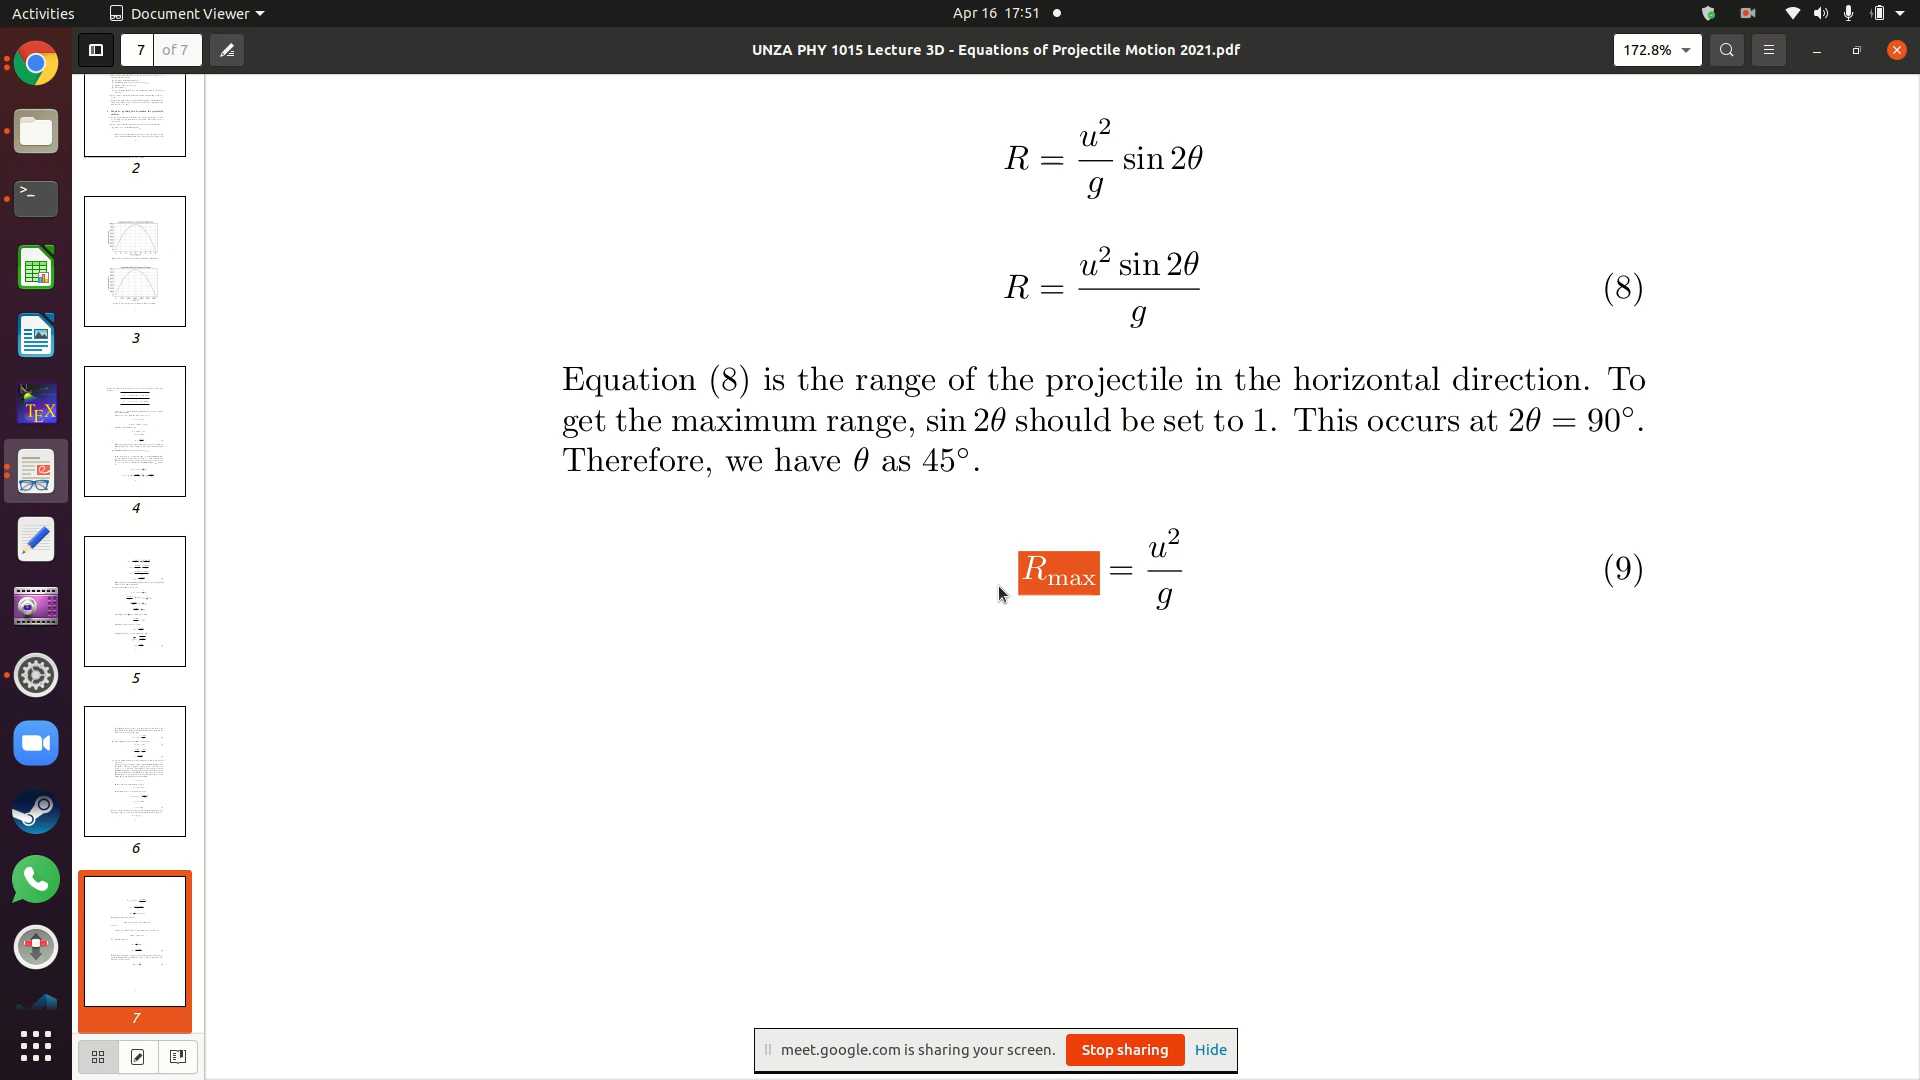 Activities Document Viewer Apr 16 17:51
7 of 7 UNZA PHY 1015 Lecture 3D - Equations of Projectile Motion 2021.pdf 172.8%
2
3
4
5
6
7
>_
TEX
R = u²/g sin 2θ
R = u² sin 2θ/g (8)
Equation (8) is the range of the projectile in the horizontal direction. To
get the maximum range, sin 2θ should be set to 1. This occurs at 2θ = 90°.
Therefore, we have θ as 45°.
Rmax = u²/g (9)
meet.google.com is sharing your screen. Stop sharing Hide